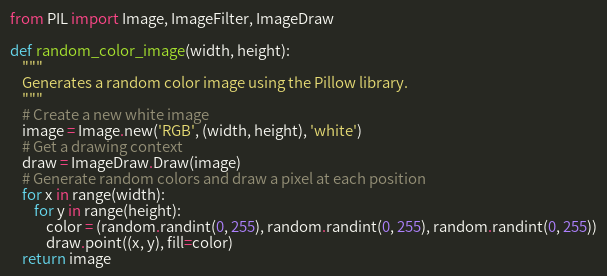 from PIL import Image, ImageFilter, ImageDraw
def random_color_image(width, height):
"""
Generates a random color image using the Pillow library.
"""
# Create a new white image
image = Image.new('RGB', (width, height), 'white')
# Get a drawing context
draw = ImageDraw.Draw(image)
# Generate random colors and draw a pixel at each position
for x in range(width):
for y in range(height):
color = (random.randint(0, 255), random.randint(0, 255), random.randint(0, 255))
draw.point((x, y), fill=color)
return image